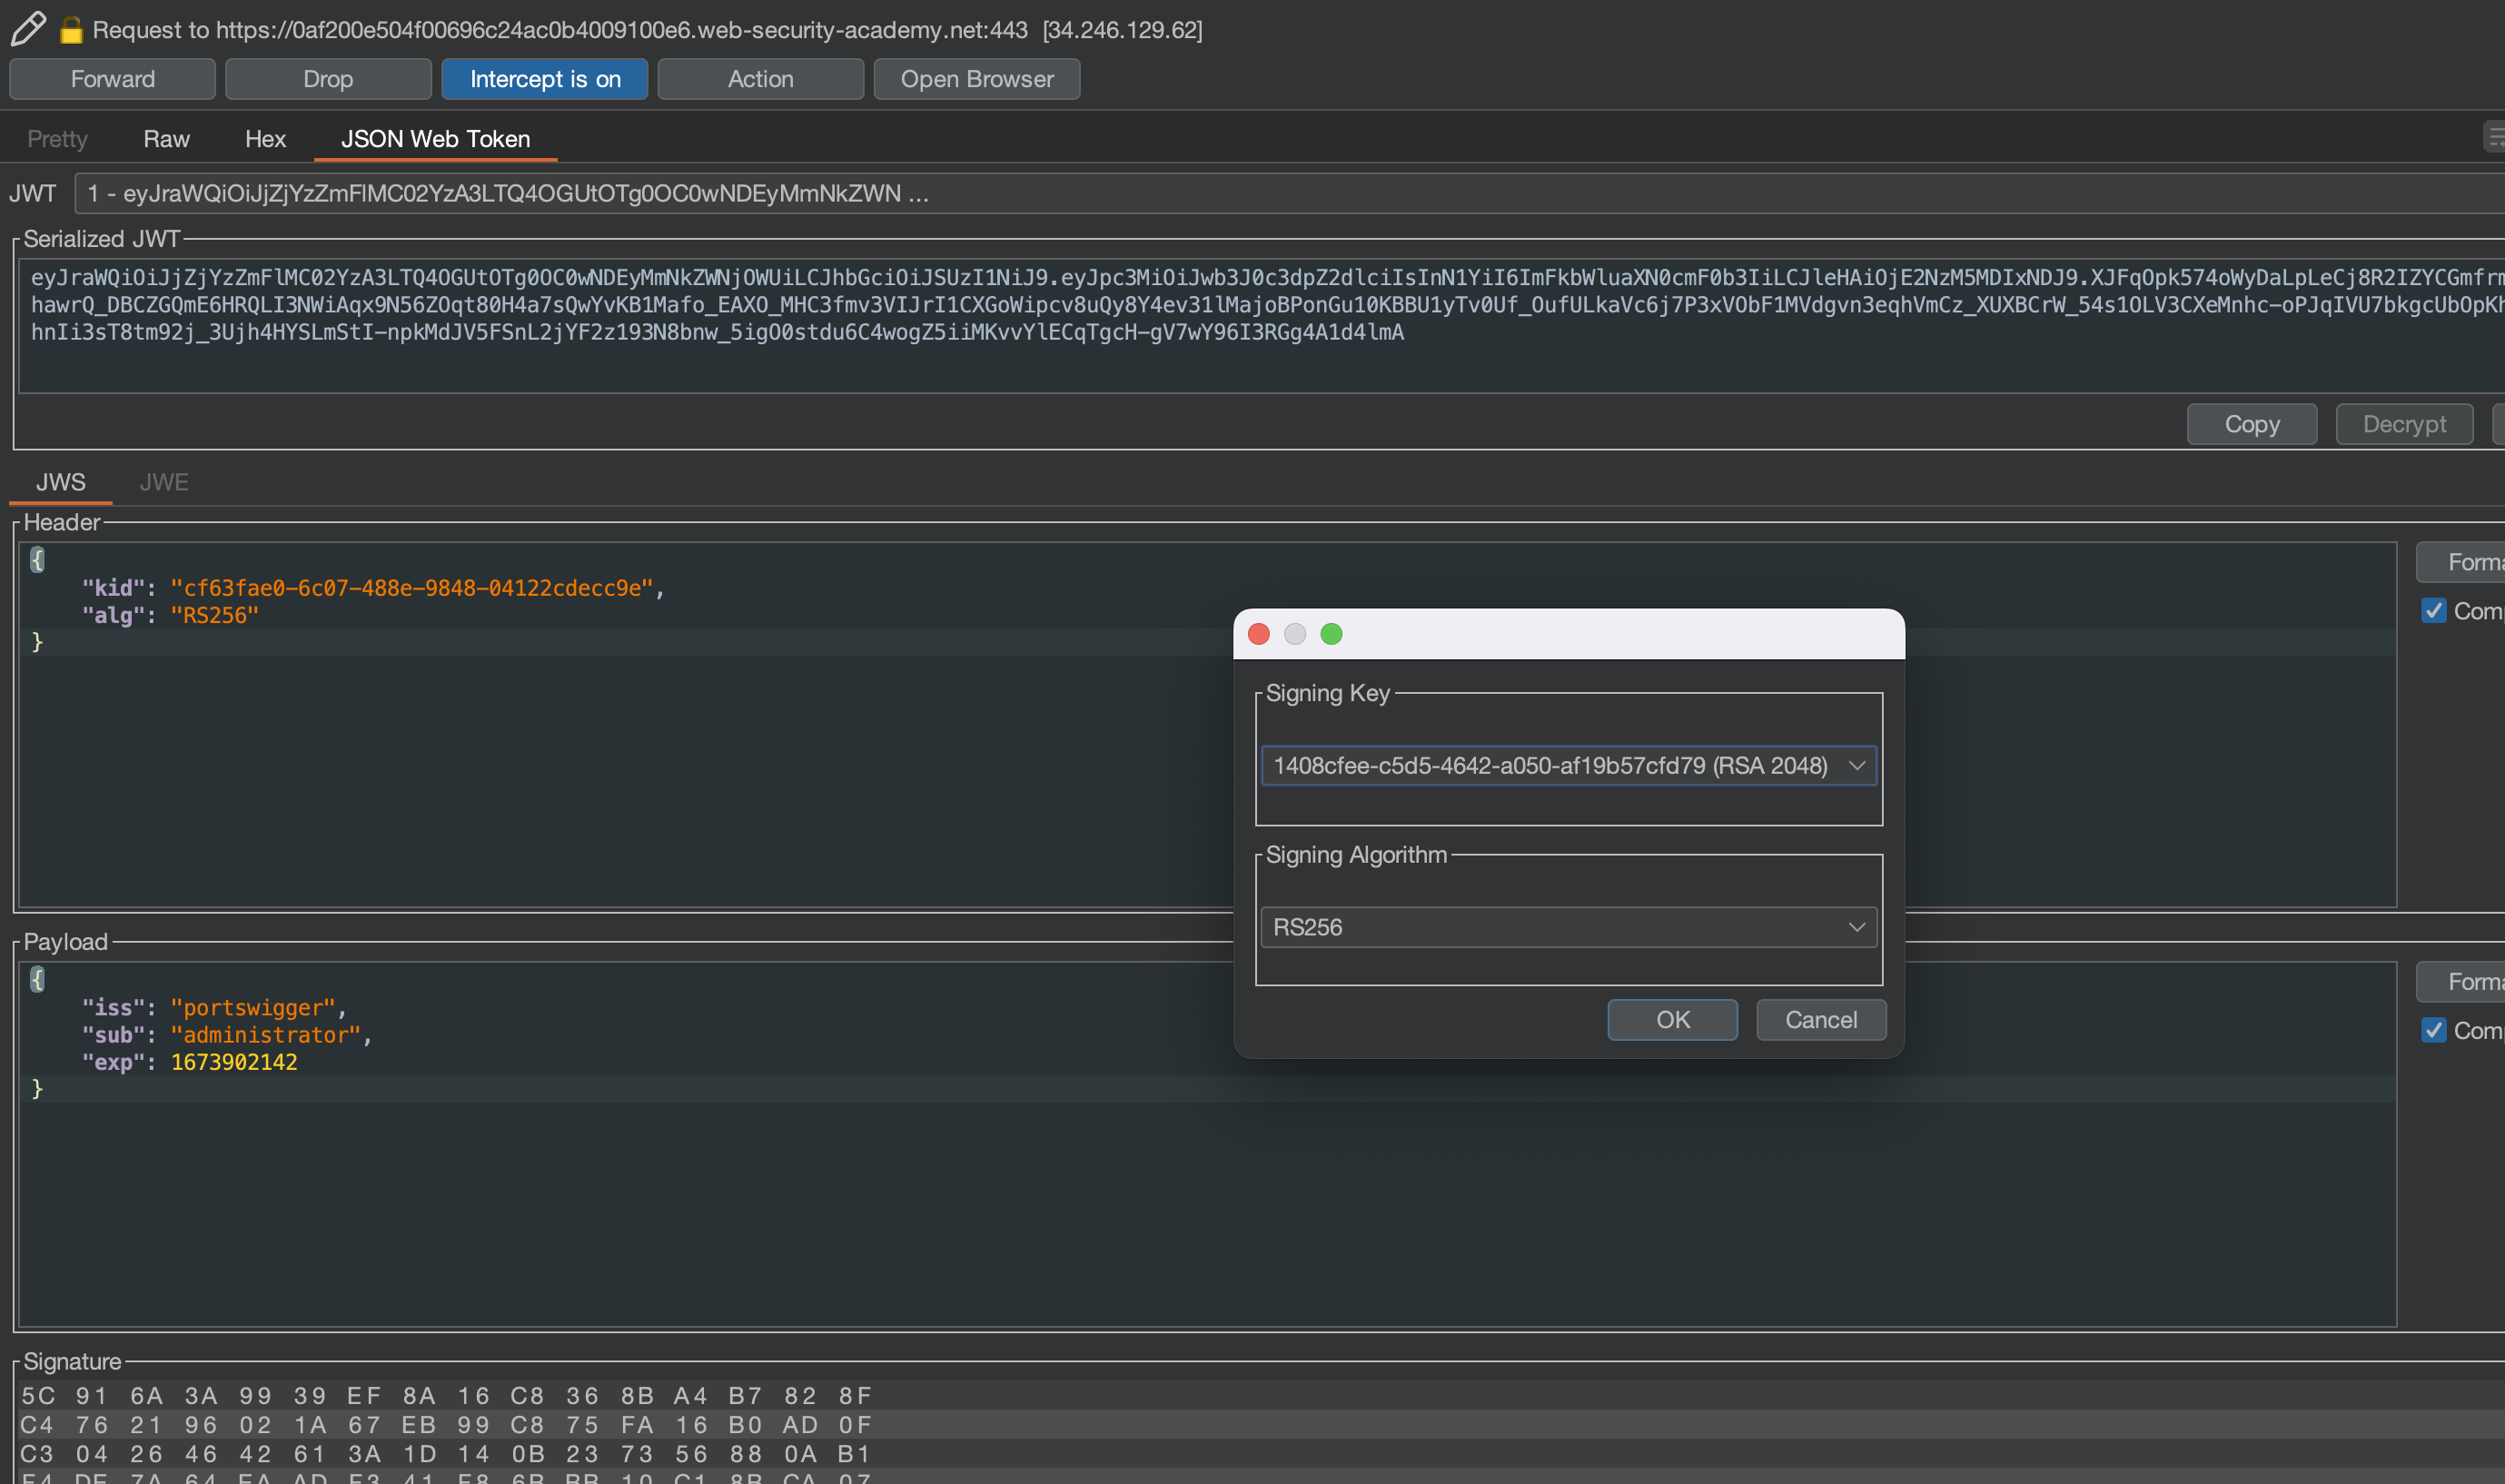 Request to https://0af200e504f00696c24ac0b4009100e6.web-security-academy.net:443 [34.246.129.62]
Forward Drop Intercept is on Action Open Browser
Pretty Raw Hex JSON Web Token
JWT 1 - eyJraWQiOiJjZjYzZmFlMC02YzA3LTQ4OGUtOTg0OC0wNDEyMmNkZWN ...
Serialized JWT
eyJraWQiOiJjZjYzZmFlMC02YzA3LTQ4OGUtOTg0OC0wNDEyMmNkZWNjOWUiLCJhbGciOiJSUzI1NiJ9.eyJpc3MiOiJwb3J0c3dpZ2dlciIsInN1YiI6ImFkbWluaXN0cmF0b3IiLCJleHAiOjE2NzM5MDIxNDJ9.XJFqOpk574oWyDaLpLeCj8R2IZYCGmfrm
hawrQ_DBCZGQmE6HRQLI3NWiAqx9N56ZOqt80H4a7sQwYvKB1Mafo_EAXO_MHC3fmv3VIJrI1CXGoWipcv8uQy8Y4ev31lMajoBPonGu10KBBU1yTv0Uf_OufULkaVc6j7P3xVObF1MVdgvn3eqhVmCz_XUXBCrW_54s1OLV3CXeMnhc-oPJqIVU7bkgcUbOpKh
hnIi3sT8tm92j_3Ujh4HYSLmStI-npkMdJV5FSnL2jYF2z193N8bnw_5igO0stdu6C4wogZ5iiMKvvYlECqTgcH-gV7wY96I3RGg4A1d4lmA
Copy Decrypt
JWS JWE
Header
{
"kid": "cf63fae0-6c07-488e-9848-04122cdecc9e",
"alg": "RS256"
}
Forma
Comp
Signing Key
1408cfee-c5d5-4642-a050-af19b57cfd79 (RSA 2048)
Signing Algorithm
RS256
OK Cancel
Payload
{
"iss": "portswigger",
"sub": "administrator",
"exp": 1673902142
}
Forma
Comp
Signature
5C 91 6A 3A 99 39 EF 8A 16 C8 36 8B A4 B7 82 8F
C4 76 21 96 02 1A 67 EB 99 C8 75 FA 16 B0 AD 0F
C3 04 26 46 42 61 3A 1D 14 0B 23 73 56 88 0A B1